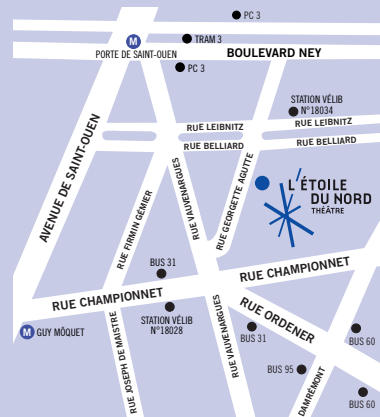 PC 3
M
TRAM 3
PORTE DE SAINT-OUEN
BOULEVARD NEY
PC 3
STATION VÉLIB
N°18034
RUE LEIBNITZ
RUE LEIBNITZ
RUE BELLIARD
RUE BELLIARD
AVENUE DE SAINT-OUEN
RUE FIRMIN GÉMIER
RUE VAUVENARGUES
RUE GEORGETTE AGUTTE
L'ÉTOILE
DU NORD
THÉÂTRE
BUS 31
RUE CHAMPIONNET
RUE CHAMPIONNET
M
GUY MÔQUET
STATION VÉLIB
N°18028
RUE JOSEPH DE MAISTRE
RUE VAUVENARGUES
RUE ORDENER
BUS 31
BUS 60
BUS 95
DAMRÉMONT
BUS 60